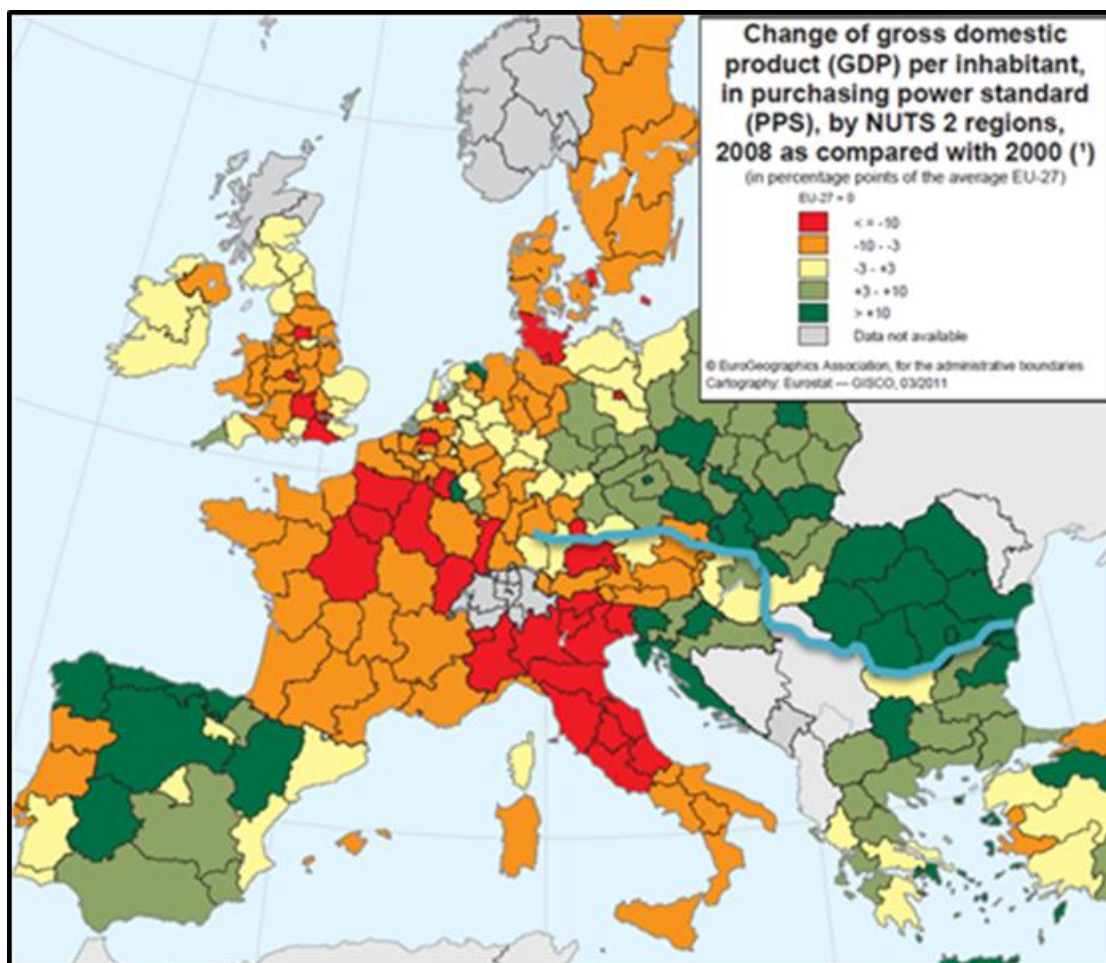 Change of gross domestic
product (GDP) per inhabitant,
in purchasing power standard
(PPS), by NUTS 2 regions,
2008 as compared with 2000 (¹)
(in percentage points of the average EU-27)
EU-27 = 0
< = -10
-10 - -3
-3 - +3
+3 - +10
> +10
Data not available
© EuroGeographics Association, for the administrative boundaries
Cartography: Eurostat — GISCO, 03/2011